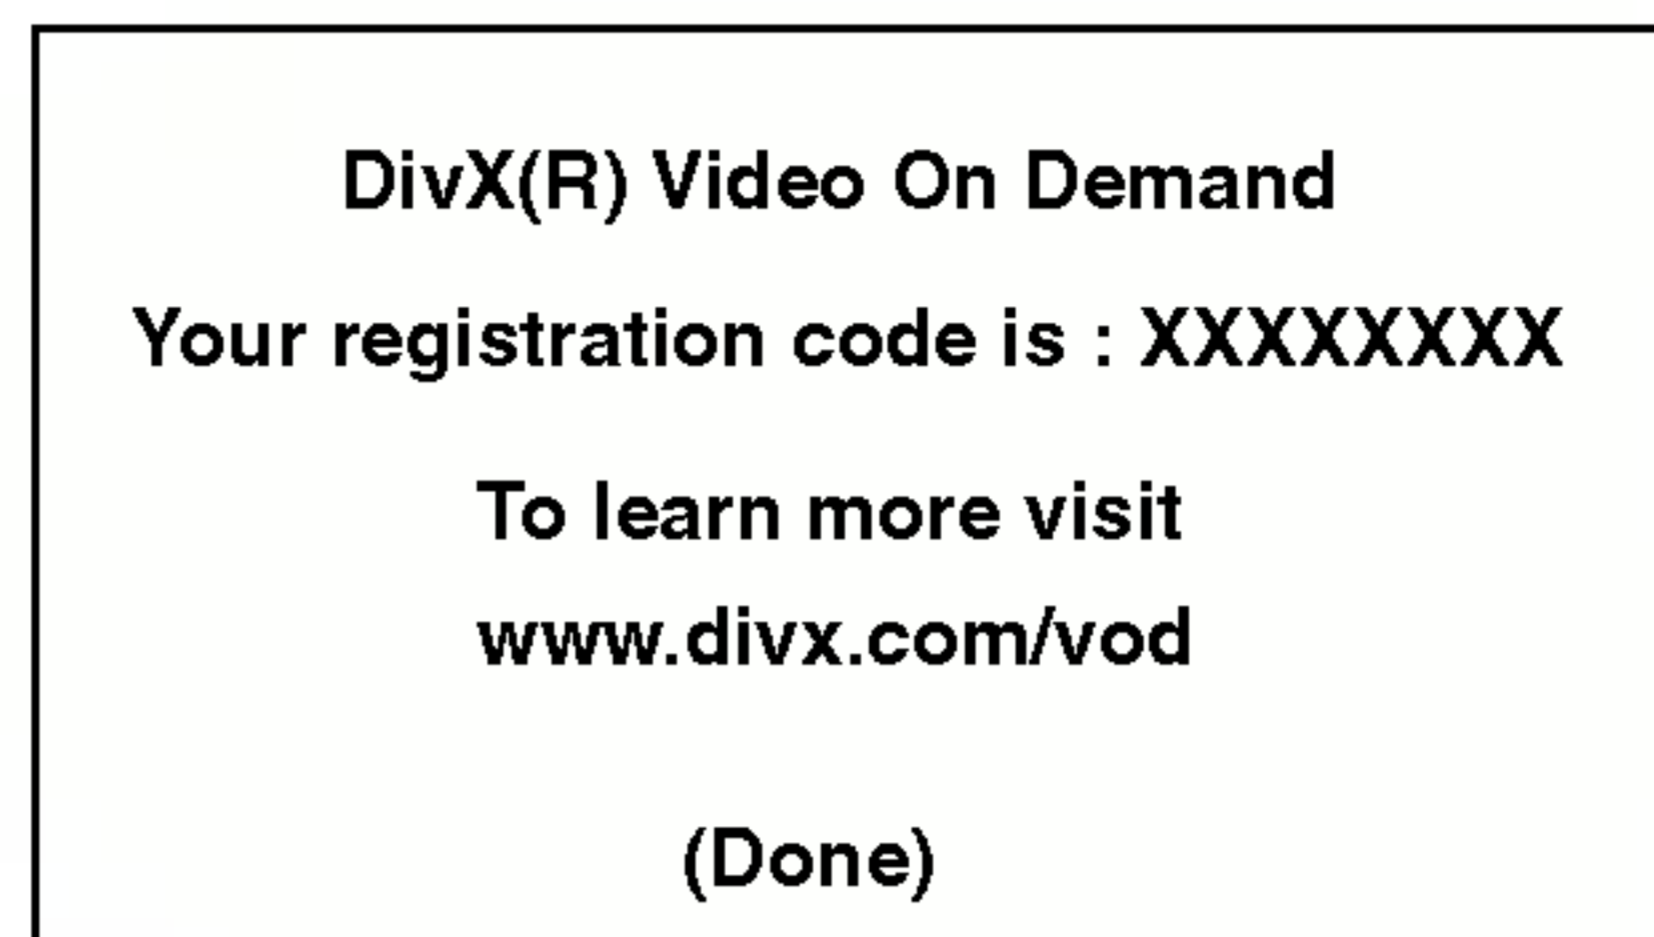 DivX(R) Video On Demand
Your registration code is : XXXXXXXX
To learn more visit
www.divx.com/vod
(Done)